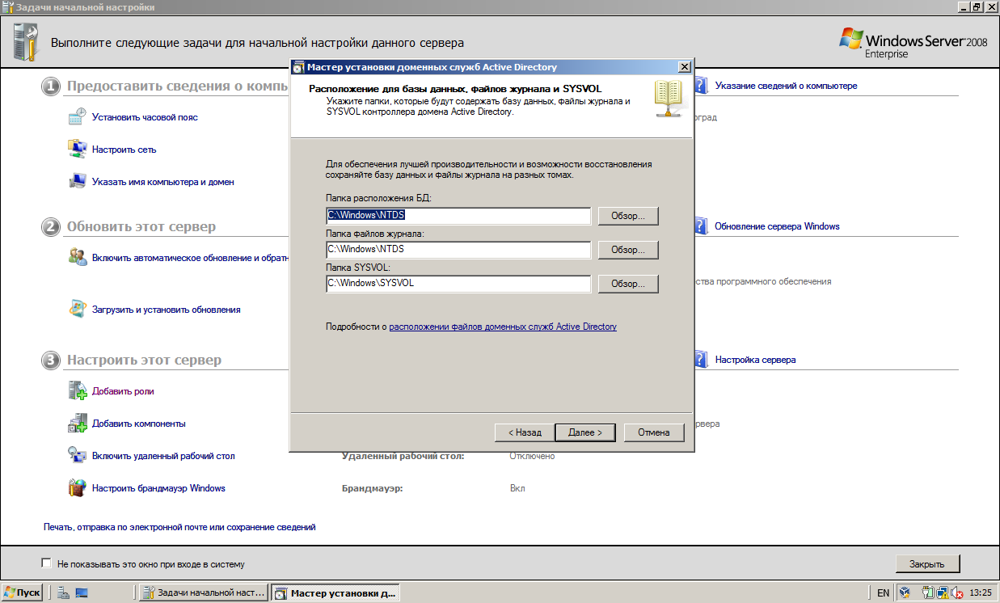 Задачи начальной настройки
Выполните следующие задачи для начальной настройки данного сервера
Windows Server 2008
Enterprise
1 Предоставить сведения о компь
Указание сведений о компьютере
Установить часовой пояс
оград
Настроить сеть
Указать имя компьютера и домен
2 Обновить этот сервер
Обновление сервера Windows
Включить автоматическое обновление и обратн
ства программного обеспечения
Загрузить и установить обновления
3 Настроить этот сервер
Настройка сервера
Добавить роли
Добавить компоненты
рвера
Включить удаленный рабочий стол
Удаленный рабочий стол:
Отключено
Настроить брандмауэр Windows
Брандмауэр:
Вкл
Печать, отправка по электронной почте или сохранение сведений
Не показывать это окно при входе в систему
Закрыть
Мастер установки доменных служб Active Directory
Расположение для базы данных, файлов журнала и SYSVOL
Укажите папки, которые будут содержать базу данных, файлы журнала и
SYSVOL контроллера домена Active Directory.
Для обеспечения лучшей производительности и возможности восстановления
сохраняйте базу данных и файлы журнала на разных томах.
Папка расположения БД:
C:\Windows\NTDS
Обзор...
Папка файлов журнала:
C:\Windows\NTDS
Обзор...
Папка SYSVOL:
C:\Windows\SYSVOL
Обзор...
Подробности о расположении файлов доменных служб Active Directory
< Назад
Далее >
Отмена
Пуск
Задачи начальной наст...
Мастер установки д...
EN
13:25